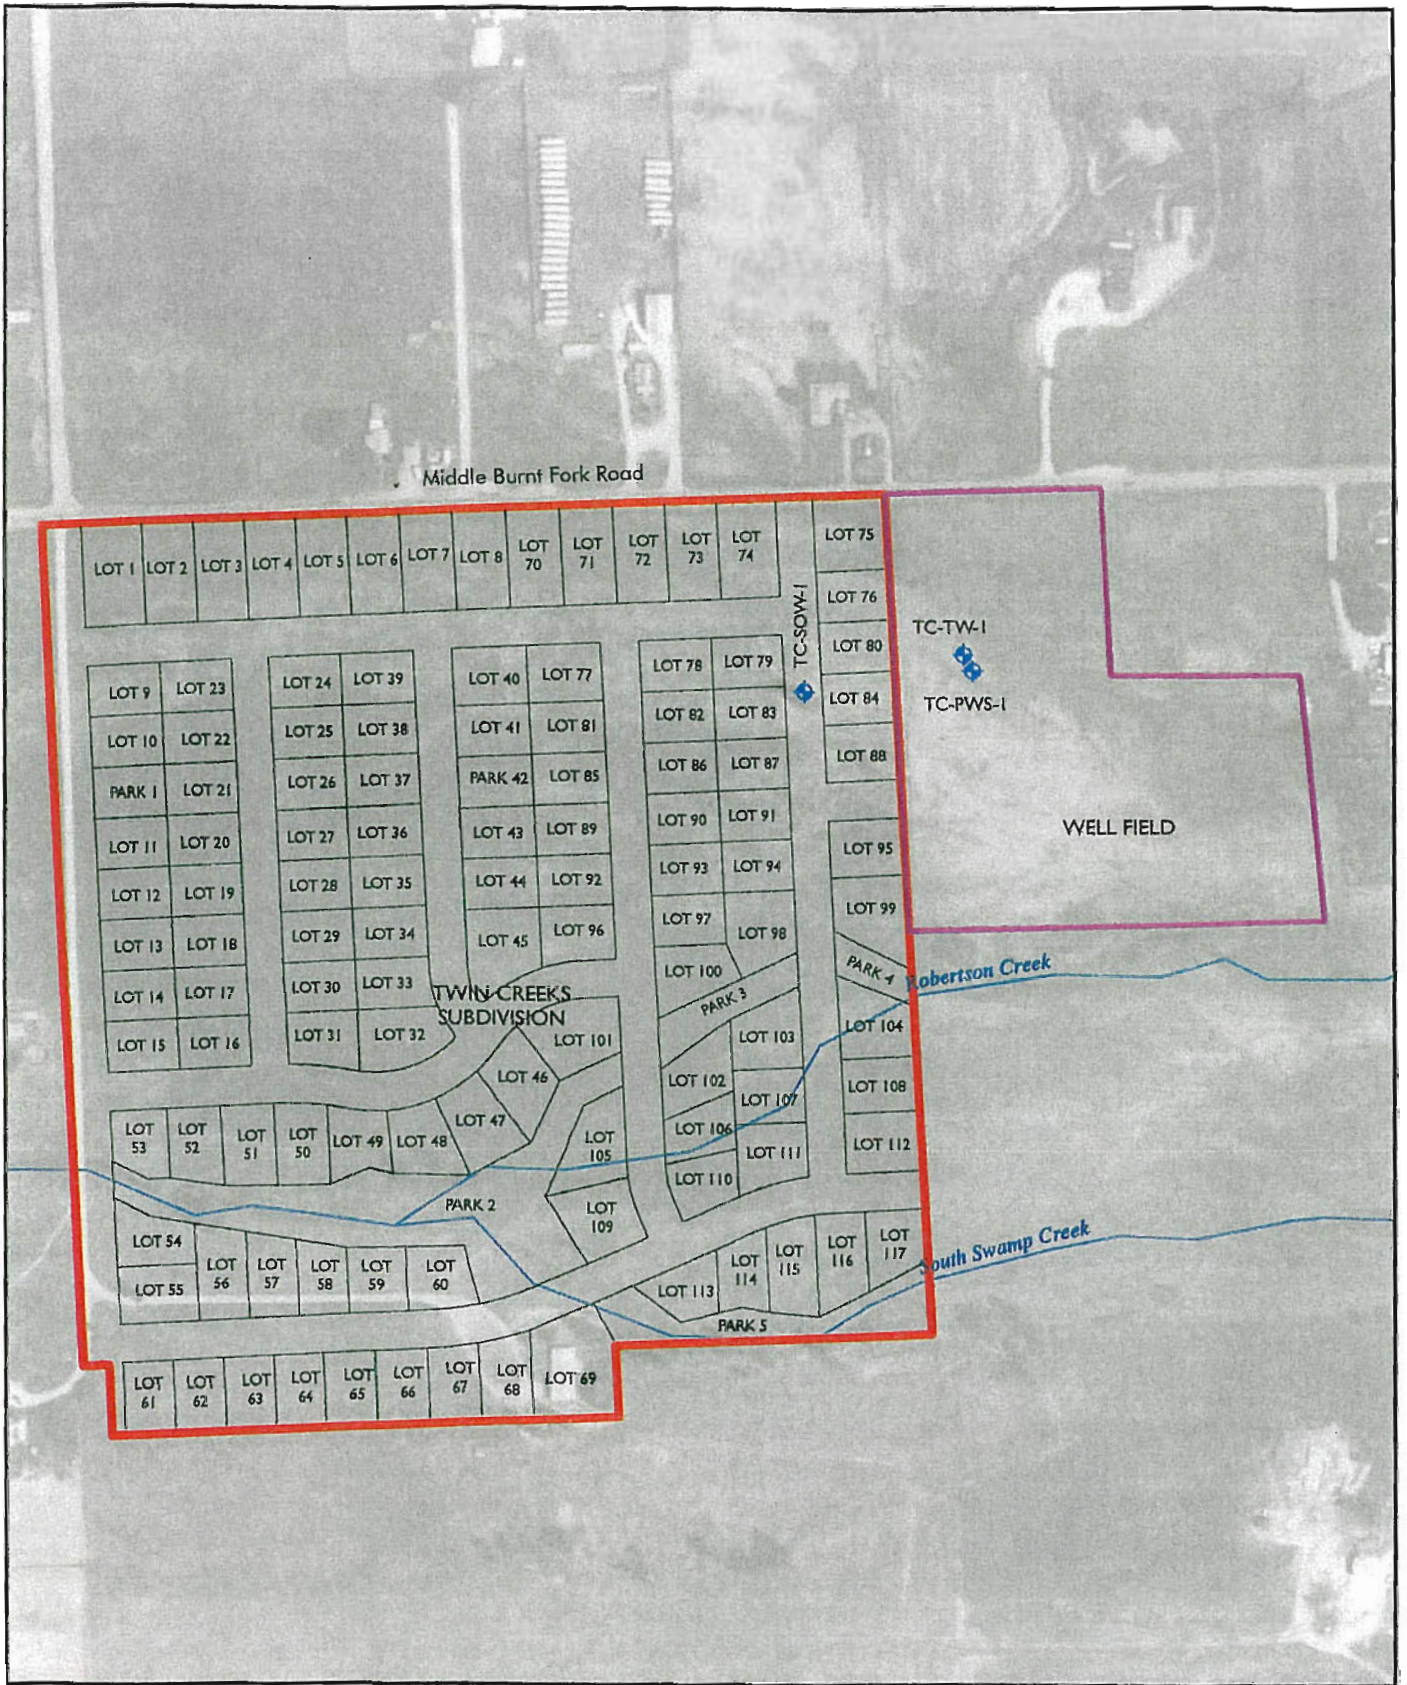 Middle Burnt Fork Road
LOT 1
LOT 2
LOT 3
LOT 4
LOT 5
LOT 6
LOT 7
LOT 8
LOT
70
LOT
71
LOT
72
LOT
73
LOT
74
LOT 75
LOT 76
LOT 80
LOT 84
LOT 88
TC-SOW-1
TC-TW-1
TC-PWS-1
WELL FIELD
LOT 9
LOT 23
LOT 10
LOT 22
PARK 1
LOT 21
LOT 11
LOT 20
LOT 12
LOT 19
LOT 13
LOT 18
LOT 14
LOT 17
LOT 15
LOT 16
LOT 24
LOT 39
LOT 25
LOT 38
LOT 26
LOT 37
LOT 27
LOT 36
LOT 28
LOT 35
LOT 29
LOT 34
LOT 30
LOT 33
LOT 31
LOT 32
LOT 40
LOT 77
LOT 41
LOT 81
PARK 42
LOT 85
LOT 43
LOT 89
LOT 44
LOT 92
LOT 45
LOT 96
TWIN CREEKS
SUBDIVISION
LOT 78
LOT 79
LOT 82
LOT 83
LOT 86
LOT 87
LOT 90
LOT 91
LOT 93
LOT 94
LOT 97
LOT 98
LOT 100
PARK 3
LOT 95
LOT 99
PARK 4
Robertson Creek
LOT 104
LOT 108
LOT 112
LOT 101
LOT 46
LOT 47
LOT 103
LOT 102
LOT 107
LOT 106
LOT 111
LOT 110
LOT
105
LOT
109
LOT
53
LOT
52
LOT
51
LOT
50
LOT 49
LOT 48
PARK 2
LOT 54
LOT 55
LOT
56
LOT
57
LOT
58
LOT
59
LOT
60
LOT 113
LOT
114
LOT
115
LOT
116
LOT
117
South Swamp Creek
PARK 5
LOT
61
LOT
62
LOT
63
LOT
64
LOT
65
LOT
66
LOT
67
LOT
68
LOT 69